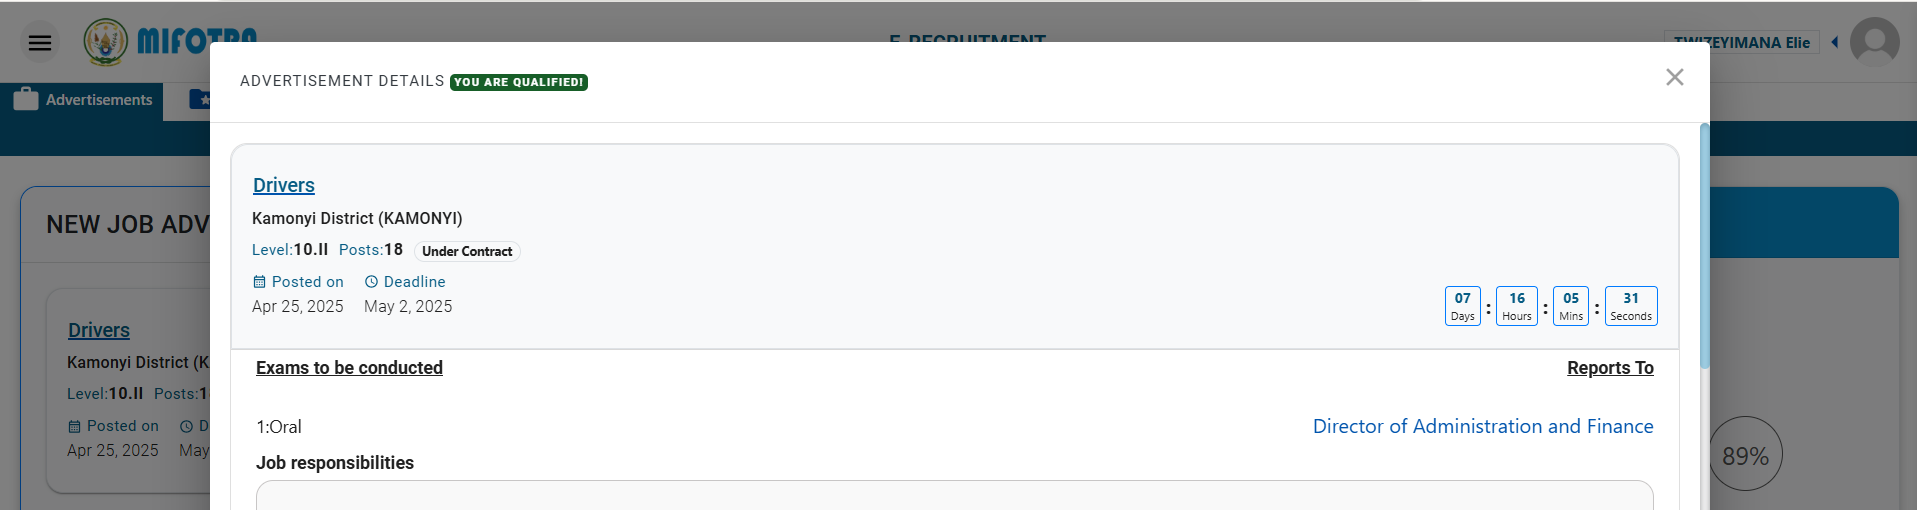 MIFOTRA
E-RECRUITMENT
TWIZEYIMANA Elie
Advertisements
ADVERTISEMENT DETAILS YOU ARE QUALIFIED!
NEW JOB ADV
Drivers
Kamonyi District (K
Level:10.II Posts:1
Posted on D
Apr 25, 2025 May
Drivers
Kamonyi District (KAMONYI)
Level:10.II Posts:18 Under Contract
Posted on Deadline
Apr 25, 2025 May 2, 2025
07 : 16 : 05 : 31
Days Hours Mins Seconds
Exams to be conducted Reports To
1:Oral Director of Administration and Finance
Job responsibilities
89%